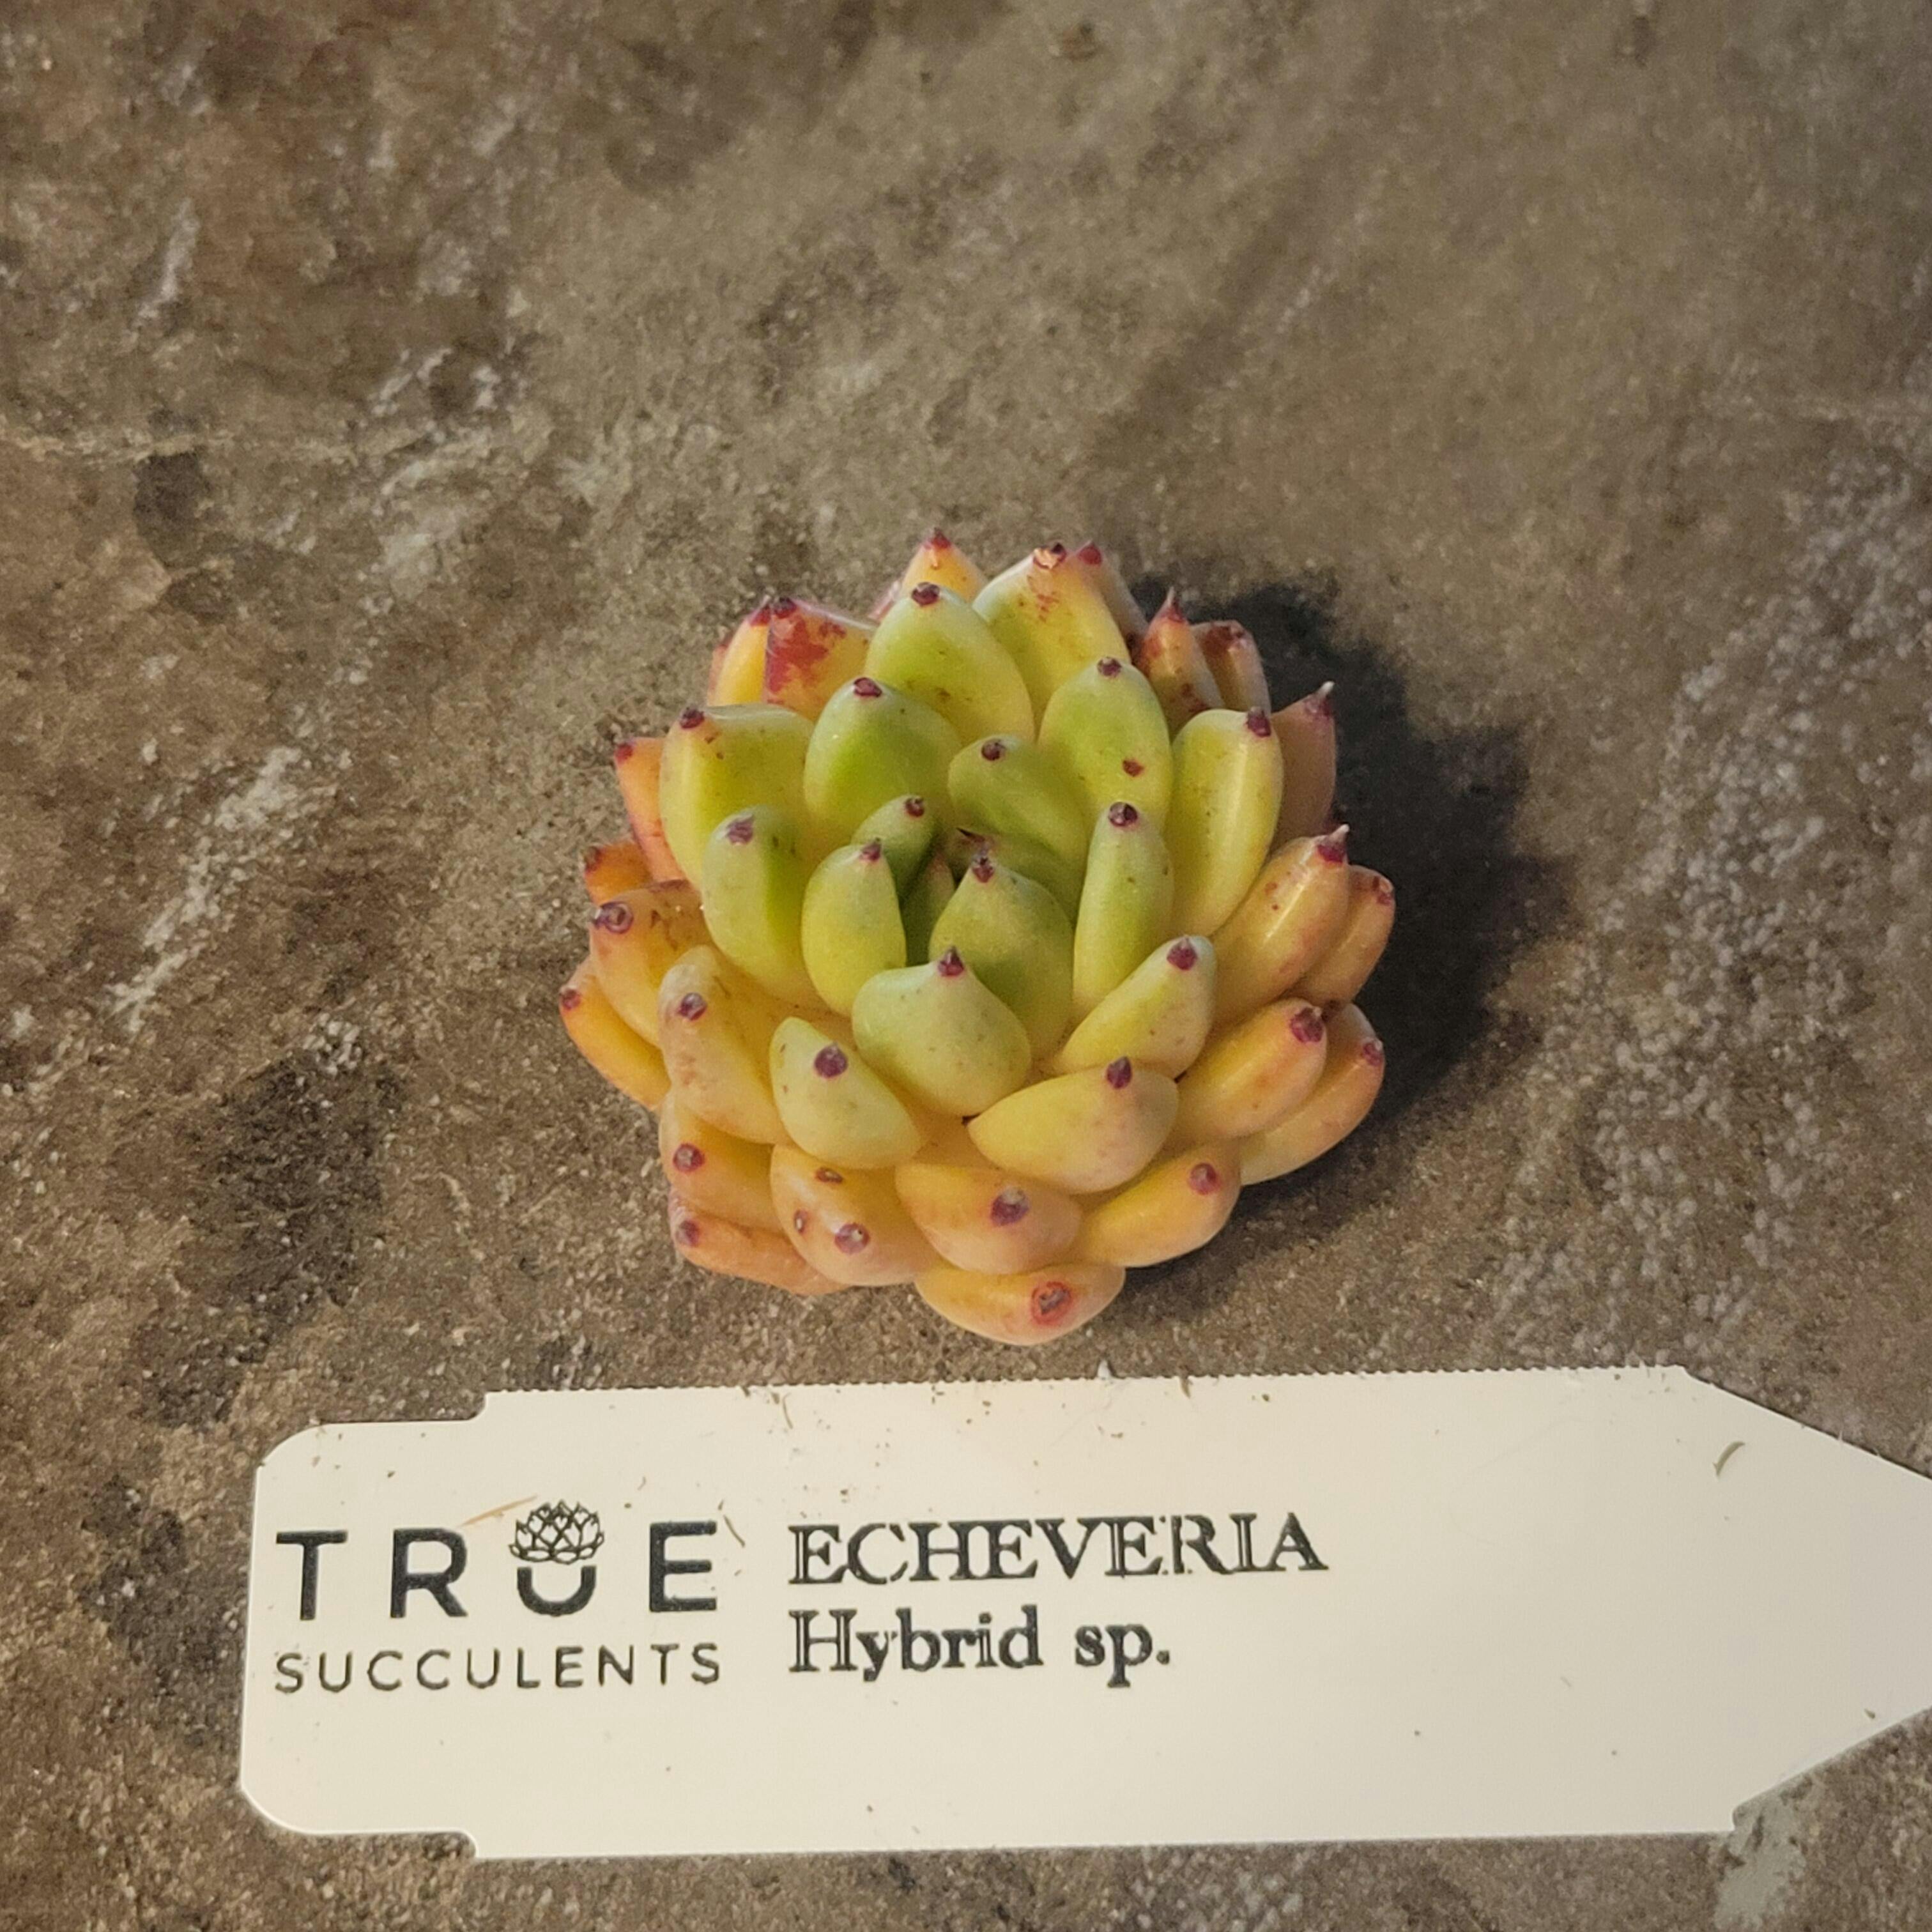 TRUE
SUCCULENTS
ECHEVERIA
Hybrid sp.